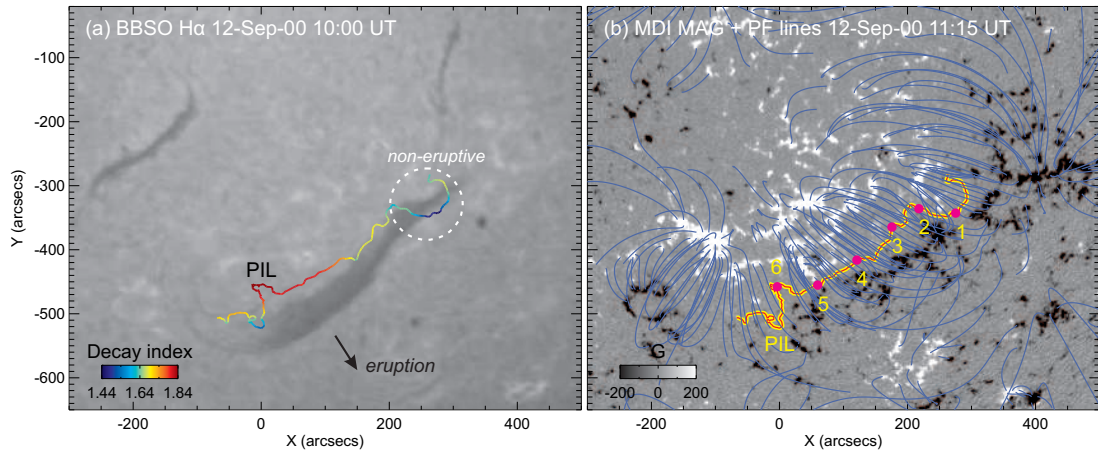 (a) BBSO Hα 12-Sep-00 10:00 UT
(b) MDI MAG + PF lines 12-Sep-00 11:15 UT
-100
-200
-300
-400
-500
-600
Y (arcsecs)
non-eruptive
PIL
eruption
Decay index
1.44 1.64 1.84
-200 0 200 400
X (arcsecs)
1
2
3
4
5
6
PIL
G
-200 200
-200 0 200 400
X (arcsecs)